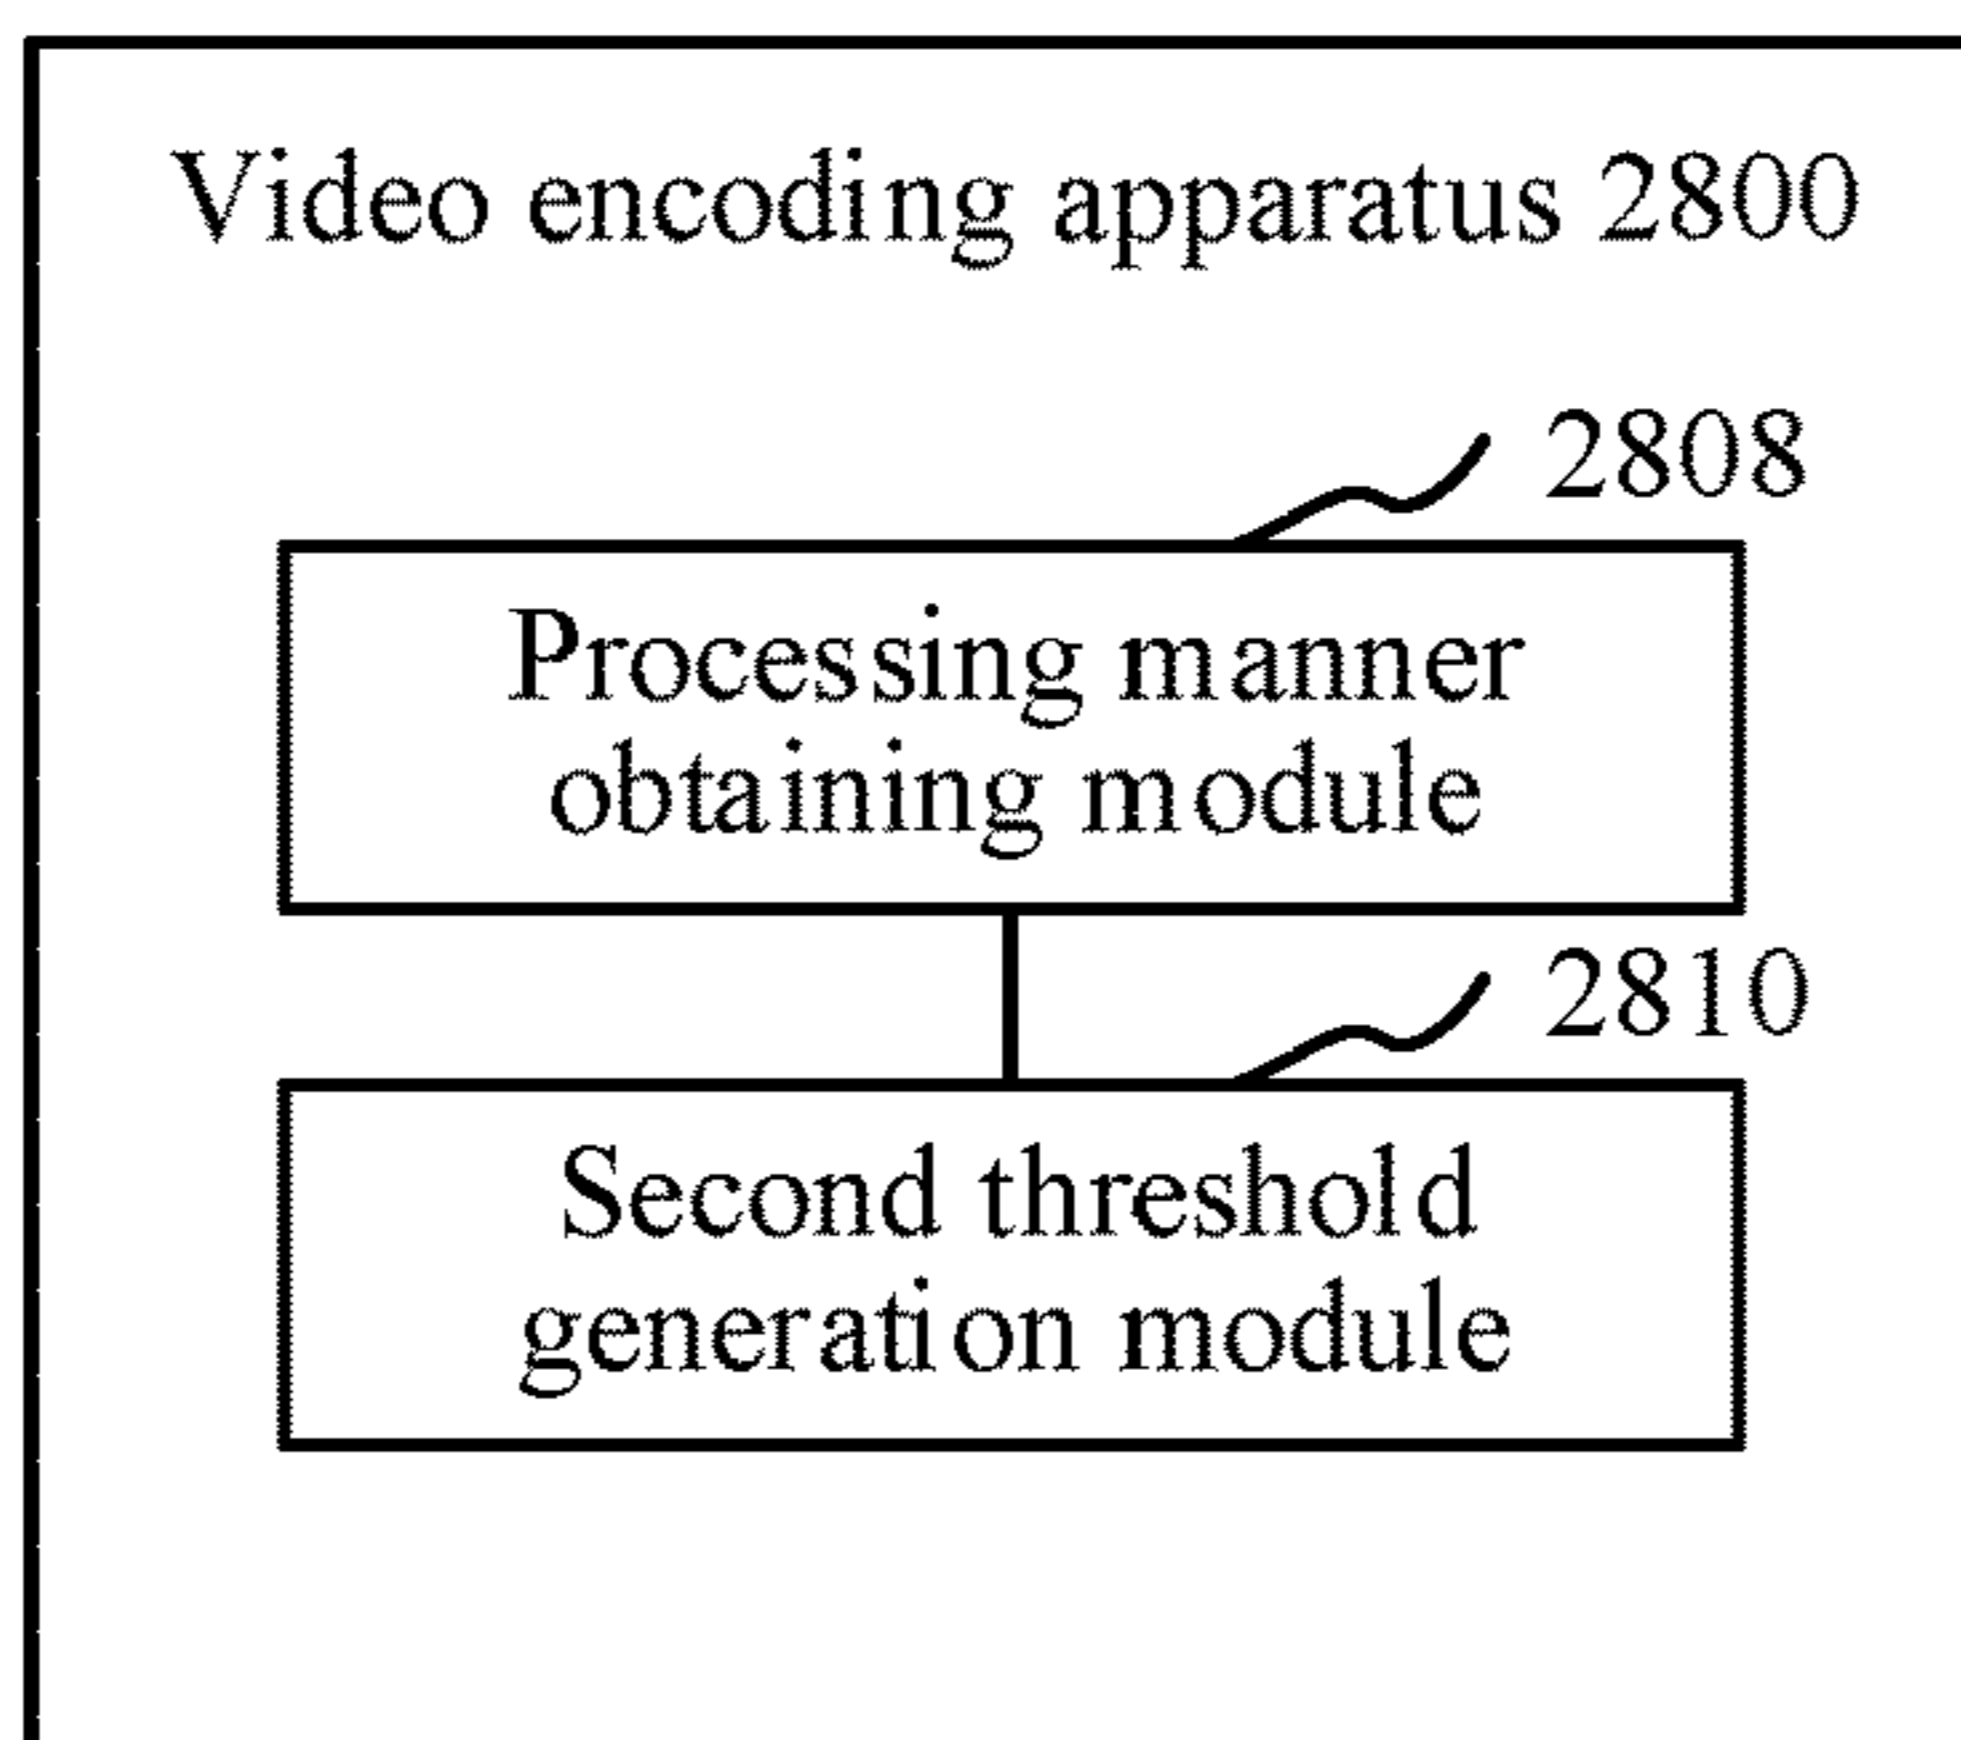 Video encoding apparatus 2800
2808
Processing manner
obtaining module
2810
Second threshold
generation module